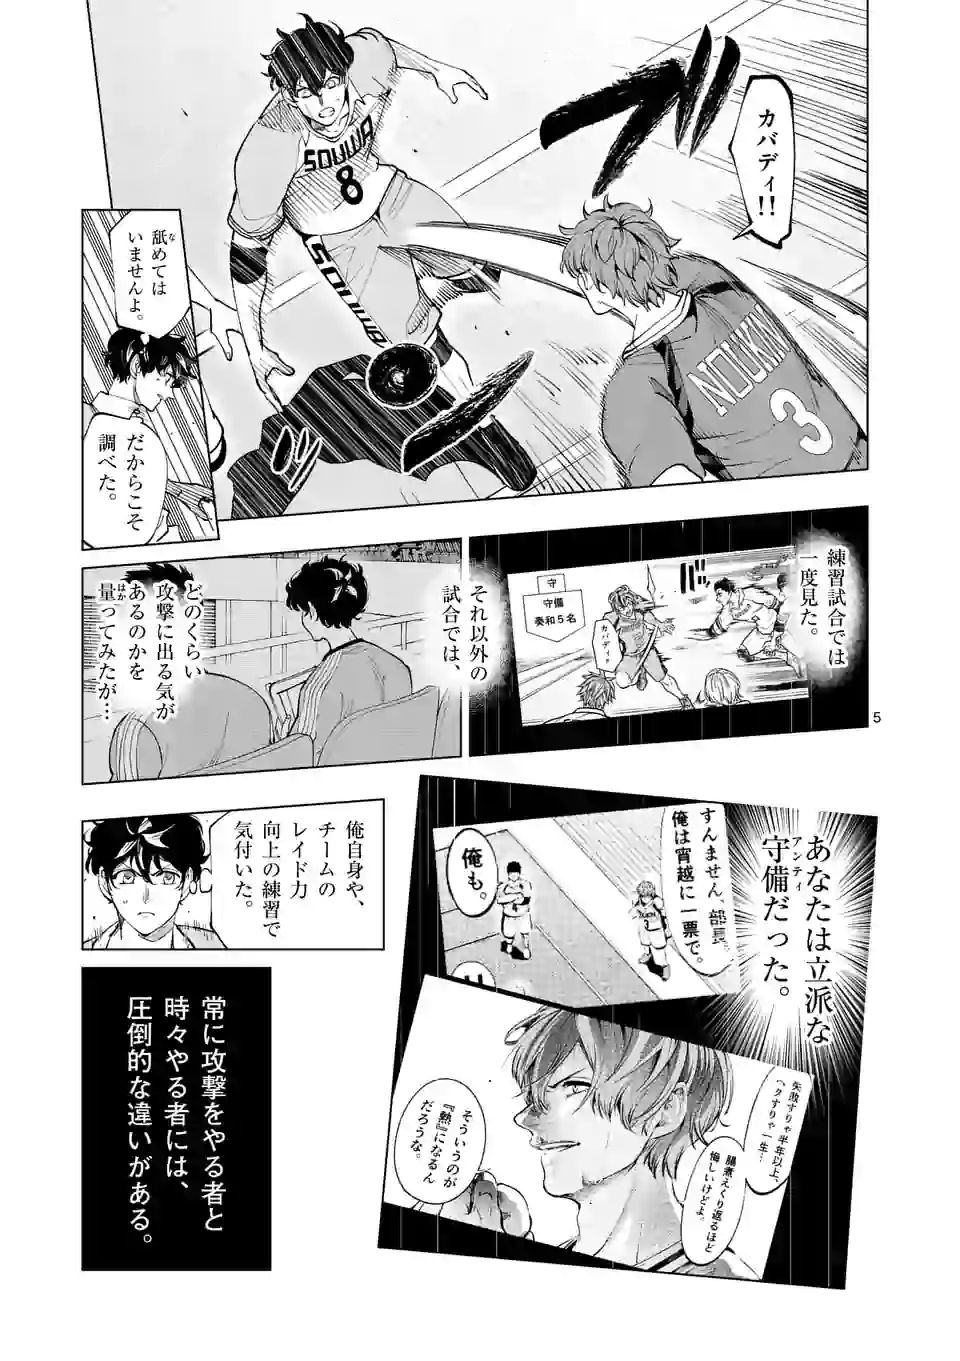 カバディ!!
ブブ
SOUWA
8
SOUWA
NOUKIN
3
舐めては
いませんよ。
だからこそ
調べた。
練習試合では
一度見た。
守
守備
奏和5名
カバディ
それ以外の
試合では、
どのくらい
攻撃に出る気が
あるのかを
量ってみたが…
5
あなたは立派な
守備だった。
アンティ
すんません、部長。
俺は宵越に一票で。
俺も。
失敗すりゃ半年以上、
ヘタすりゃ一生…
腸煮えくり返るほど
悔しいけどよ。
そういうのが
『熱』になるん
だろうな。
俺自身や、
チームの
レイド力
向上の練習で
気付いた。
常に攻撃をやる者と
時々やる者には、
圧倒的な違いがある。